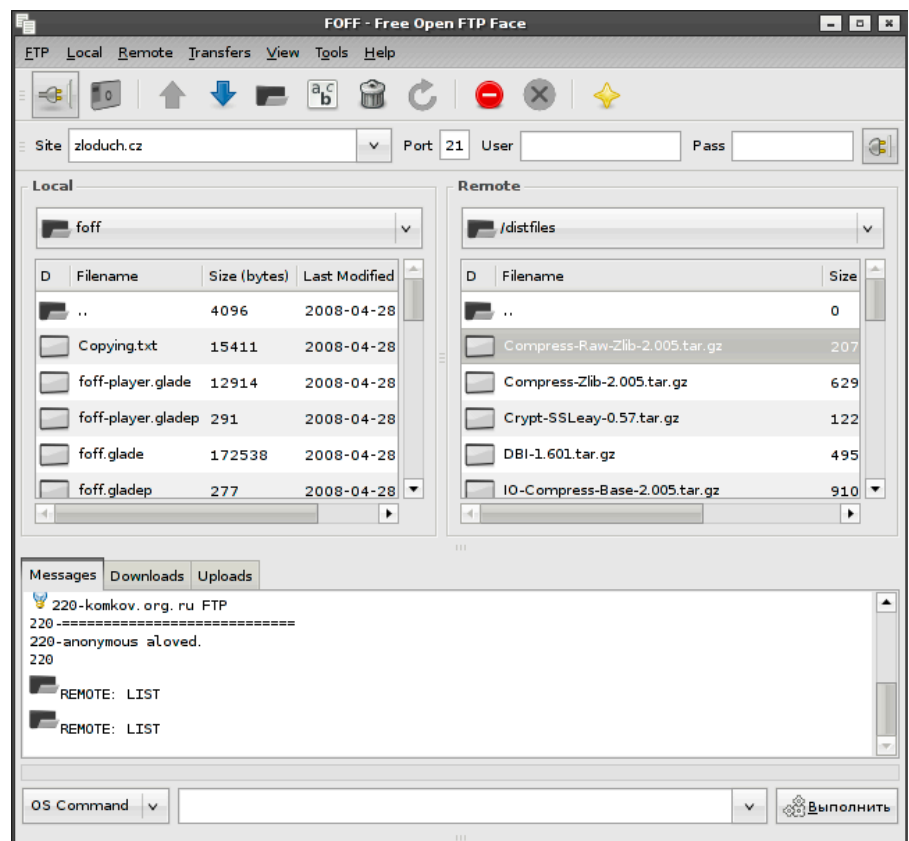 FOFF - Free Open FTP Face
FTP Local Remote Transfers View Tools Help
a b c
Site zloduch.cz Port 21 User Pass
Local
foff
D Filename Size (bytes) Last Modified
.. 4096 2008-04-28
Copying.txt 15411 2008-04-28
foff-player.glade 12914 2008-04-28
foff-player.gladep 291 2008-04-28
foff.glade 172538 2008-04-28
foff.gladep 277 2008-04-28
Remote
/distfiles
D Filename Size
.. 0
Compress-Raw-Zlib-2.005.tar.gz 207
Compress-Zlib-2.005.tar.gz 629
Crypt-SSLeay-0.57.tar.gz 122
DBI-1.601.tar.gz 495
IO-Compress-Base-2.005.tar.gz 910
Messages Downloads Uploads
220-komkov.org.ru FTP
220-============================
220-anonymous aloved.
220
REMOTE: LIST
REMOTE: LIST
OS Command Выполнить